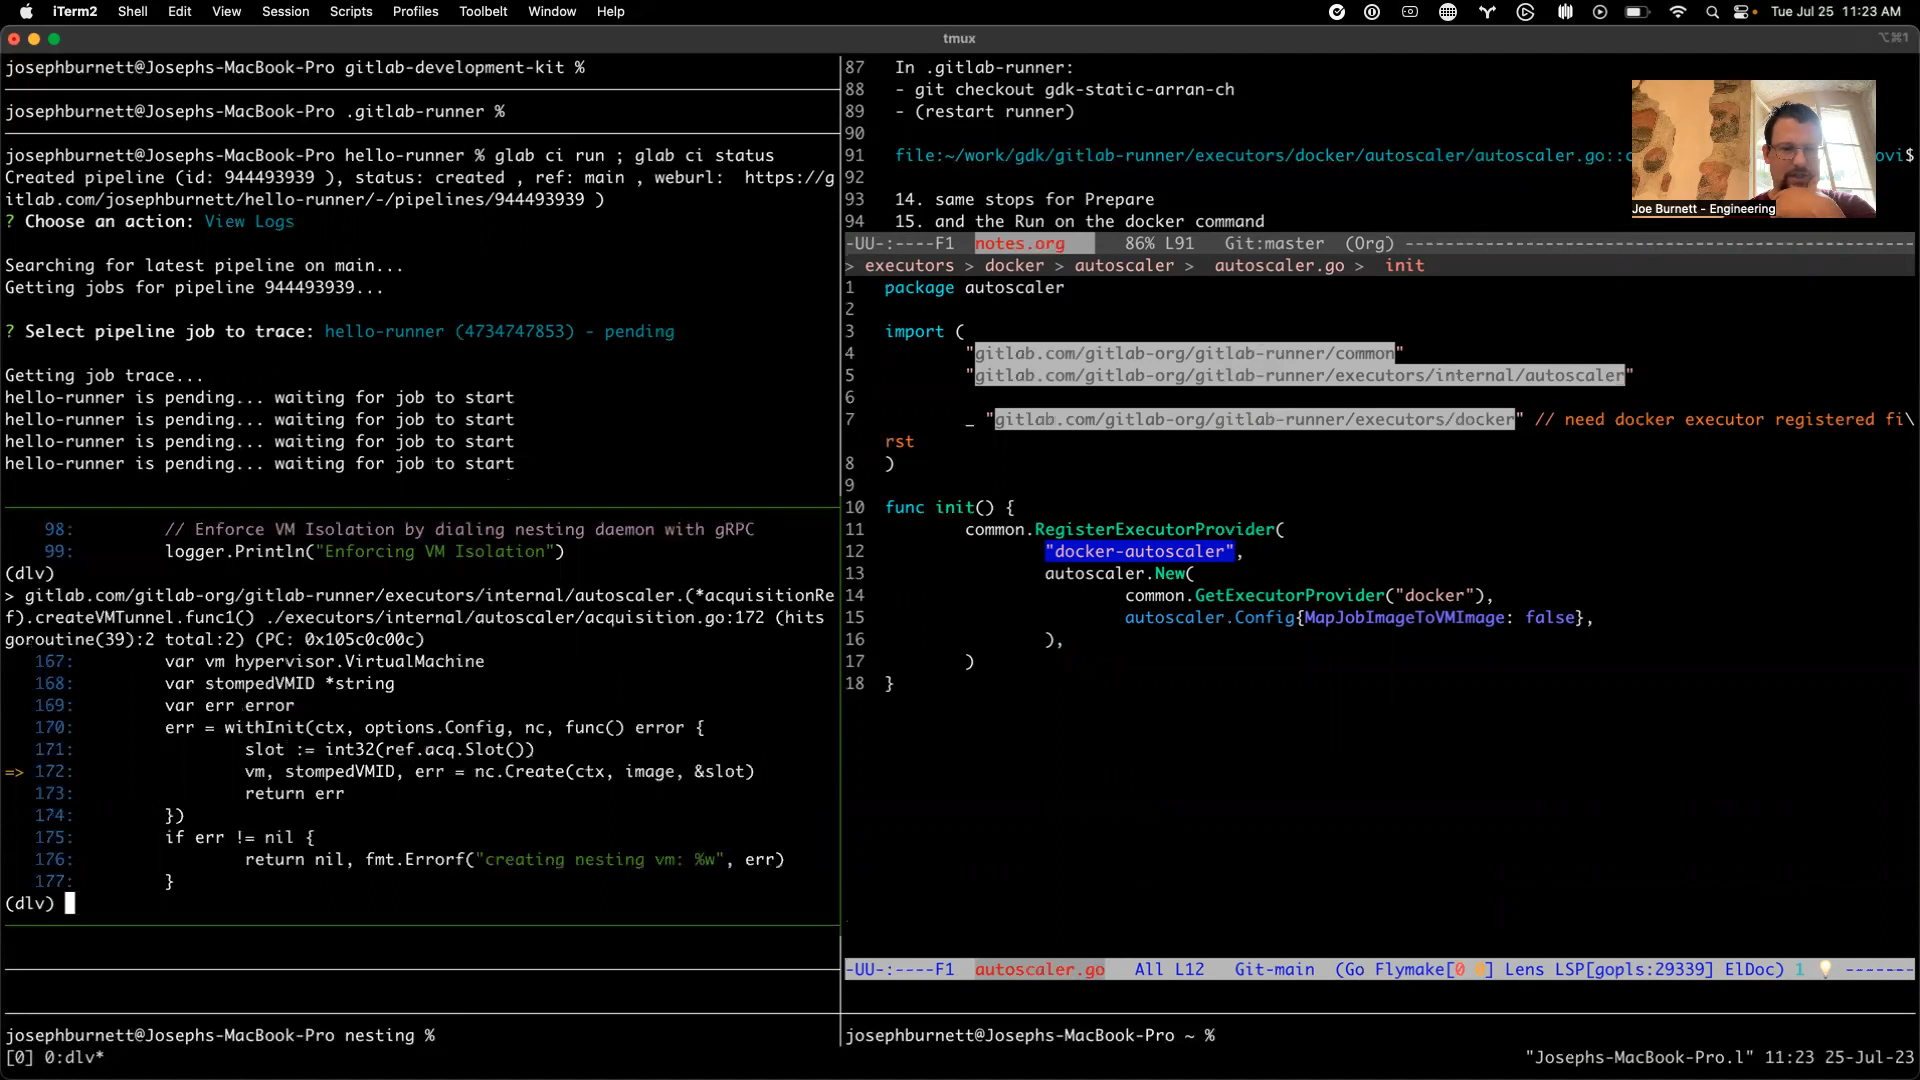 iTerm2 Shell Edit View Session Scripts Profiles Toolbelt Window Help Tue Jul 25 11:23 AM
tmux ⌥⌘1
josephburnett@Josephs-MacBook-Pro gitlab-development-kit %
josephburnett@Josephs-MacBook-Pro .gitlab-runner %
josephburnett@Josephs-MacBook-Pro hello-runner % glab ci run ; glab ci status
Created pipeline (id: 944493939 ), status: created , ref: main , weburl:  https://g
itlab.com/josephburnett/hello-runner/-/pipelines/944493939 )
? Choose an action: View Logs
Searching for latest pipeline on main...
Getting jobs for pipeline 944493939...
? Select pipeline job to trace: hello-runner (4734747853) - pending
Getting job trace...
hello-runner is pending... waiting for job to start
hello-runner is pending... waiting for job to start
hello-runner is pending... waiting for job to start
hello-runner is pending... waiting for job to start
98: // Enforce VM Isolation by dialing nesting daemon with gRPC
99: logger.Println("Enforcing VM Isolation")
(dlv)
> gitlab.com/gitlab-org/gitlab-runner/executors/internal/autoscaler.(*acquisitionRe
f).createVMTunnel.func1() ./executors/internal/autoscaler/acquisition.go:172 (hits
goroutine(39):2 total:2) (PC: 0x105c0c00c)
167: var vm hypervisor.VirtualMachine
168: var stompedVMID *string
169: var err error
170: err = withInit(ctx, options.Config, nc, func() error {
171: slot := int32(ref.acq.Slot())
=> 172: vm, stompedVMID, err = nc.Create(ctx, image, &slot)
173: return err
174: })
175: if err != nil {
176: return nil, fmt.Errorf("creating nesting vm: %w", err)
177: }
(dlv)
josephburnett@Josephs-MacBook-Pro nesting %
[0] 0:dlv*
87 In .gitlab-runner:
88 - git checkout gdk-static-arran-ch
89 - (restart runner)
90
91 file:~/work/gdk/gitlab-runner/executors/docker/autoscaler/autoscaler.go::c ovi$
92
93 14. same stops for Prepare
94 15. and the Run on the docker command
Joe Burnett - Engineering
-UU-:----F1 notes.org 86% L91 Git:master (Org) ---------------------------------------------------
> executors > docker > autoscaler > autoscaler.go > init
1 package autoscaler
2
3 import (
4 "gitlab.com/gitlab-org/gitlab-runner/common"
5 "gitlab.com/gitlab-org/gitlab-runner/executors/internal/autoscaler"
6
7 _ "gitlab.com/gitlab-org/gitlab-runner/executors/docker" // need docker executor registered fi\
rst
8 )
9
10 func init() {
11 common.RegisterExecutorProvider(
12 "docker-autoscaler",
13 autoscaler.New(
14 common.GetExecutorProvider("docker"),
15 autoscaler.Config{MapJobImageToVMImage: false},
16 ),
17 )
18 }
-UU-:----F1 autoscaler.go All L12 Git-main (Go Flymake[0 0] Lens LSP[gopls:29339] ElDoc) 1 -------
josephburnett@Josephs-MacBook-Pro ~ %
"Josephs-MacBook-Pro.l" 11:23 25-Jul-23